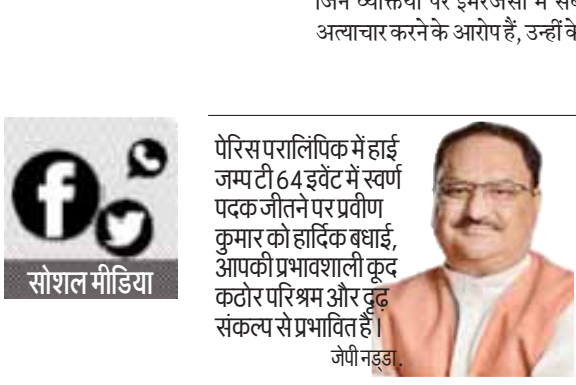 अत्याचार करने के आरोप हैं, उन्हीं के
सोशल मीडिया
पेरिस परालिंपिक में हाई
जम्प टी 64 इवेंट में स्वर्ण
पदक जीतने पर प्रवीण
कुमार को हार्दिक बधाई,
आपकी प्रभावशाली कूद
कठोर परिश्रम और दृढ़
संकल्प से प्रभावित है।
जेपी नड्डा.